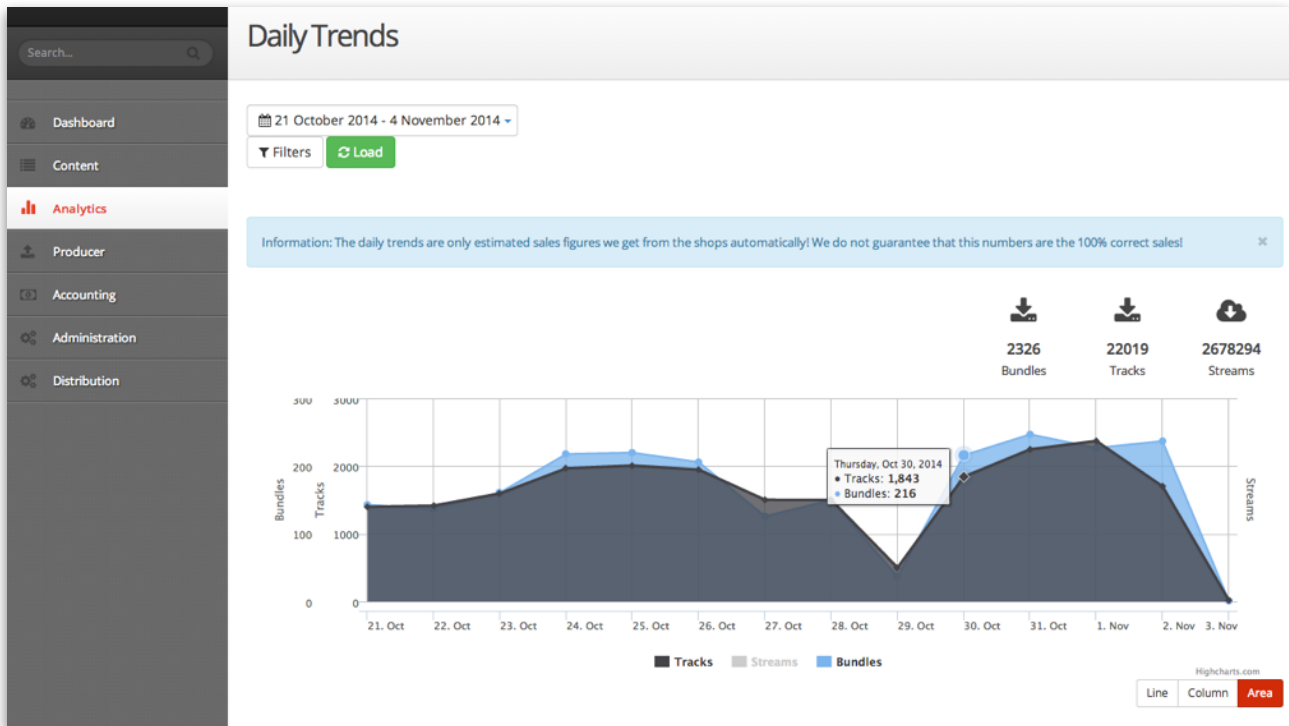 Search...
Daily Trends
21 October 2014 - 4 November 2014
Filters
Load
Dashboard
Content
Analytics
Producer
Accounting
Administration
Distribution
Information: The daily trends are only estimated sales figures we get from the shops automatically! We do not guarantee that this numbers are the 100% correct sales!
×
2326 22019 2678294
Bundles Tracks Streams
300 3000
200 2000
100 1000
0 0
Bundles
Tracks
Streams
Thursday, Oct 30, 2014
Tracks: 1,843
Bundles: 216
21. Oct 22. Oct 23. Oct 24. Oct 25. Oct 26. Oct 27. Oct 28. Oct 29. Oct 30. Oct 31. Oct 1. Nov 2. Nov 3. Nov
Tracks Streams Bundles
Highcharts.com
Line Column Area